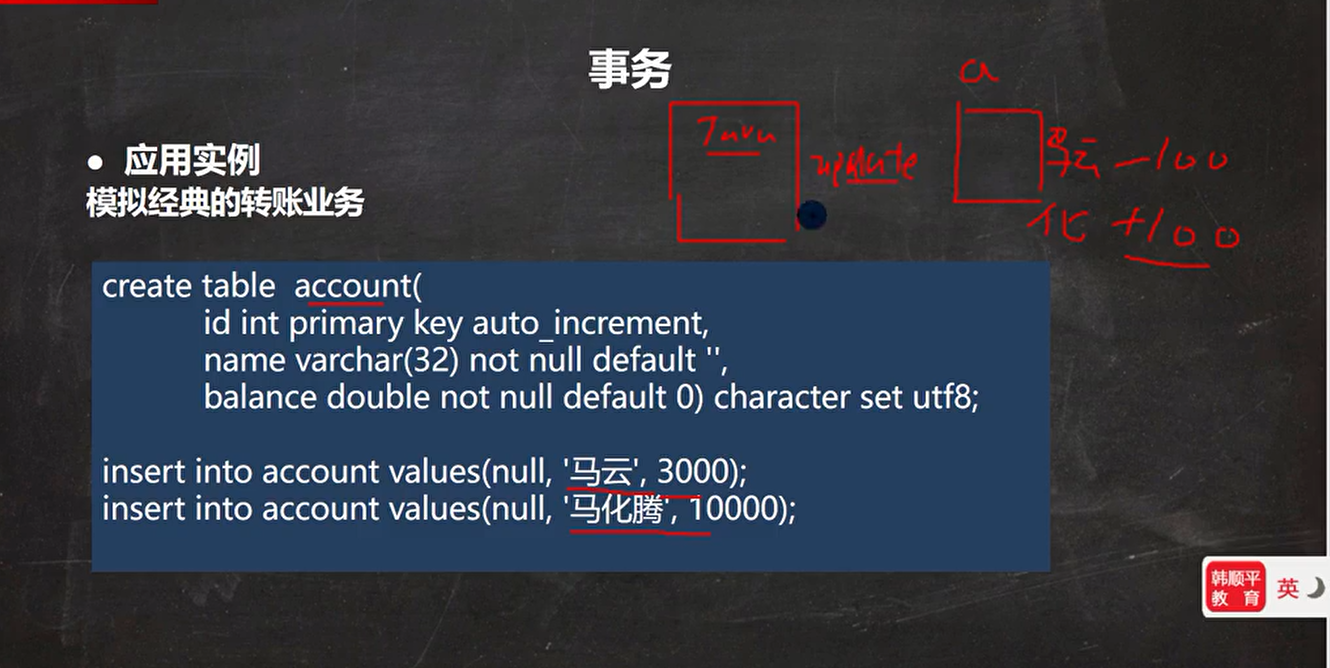 事务
a
Java
update
马云 -100
化 +100
● 应用实例
模拟经典的转账业务
create table account(
id int primary key auto_increment,
name varchar(32) not null default '',
balance double not null default 0) character set utf8;
insert into account values(null, '马云', 3000);
insert into account values(null, '马化腾', 10000);
韩顺平
教 育
英